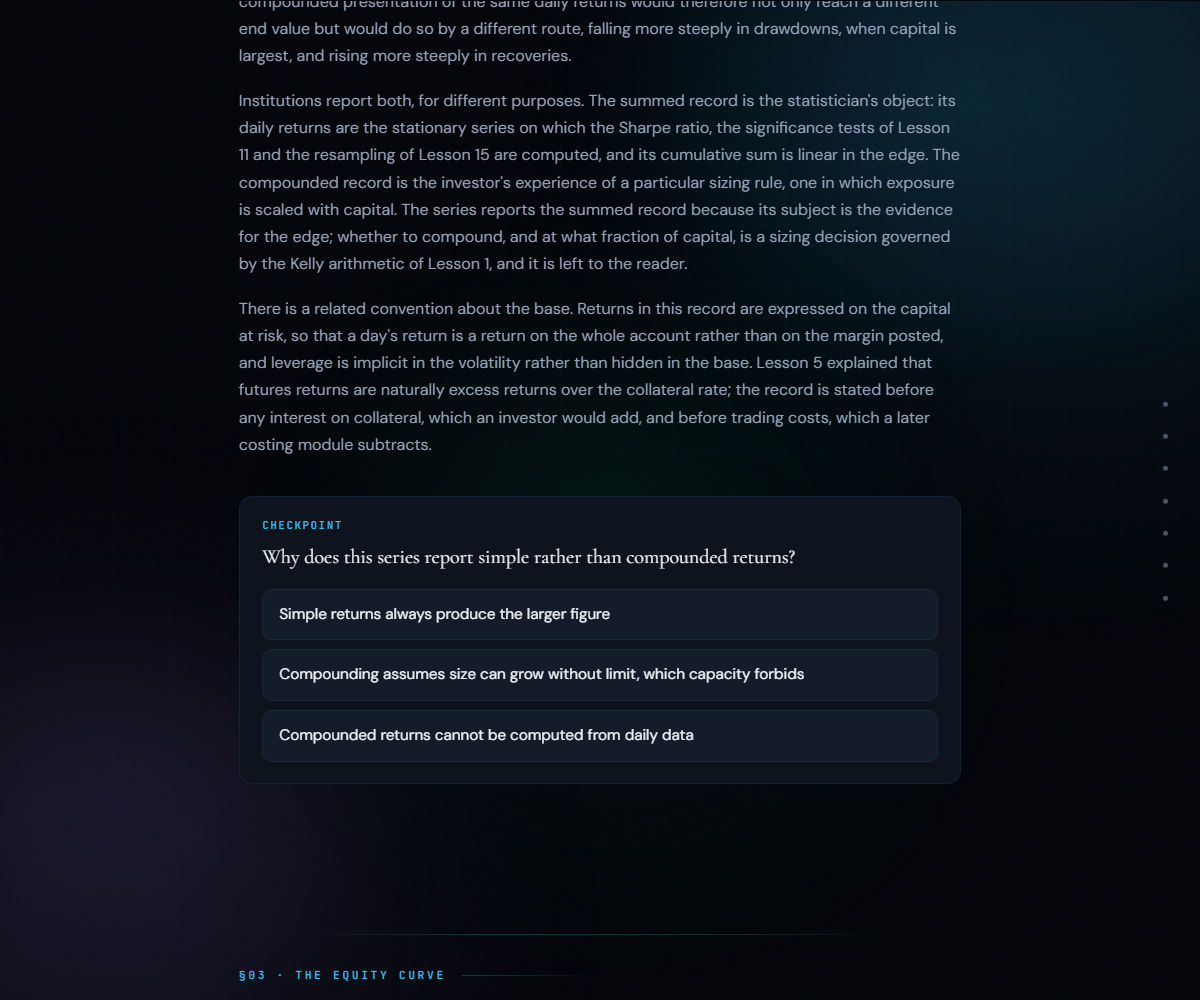 compounded presentation of the same daily returns would therefore not only reach a different
end value but would do so by a different route, falling more steeply in drawdowns, when capital is
largest, and rising more steeply in recoveries.
Institutions report both, for different purposes. The summed record is the statistician's object: its
daily returns are the stationary series on which the Sharpe ratio, the significance tests of Lesson
11 and the resampling of Lesson 15 are computed, and its cumulative sum is linear in the edge. The
compounded record is the investor's experience of a particular sizing rule, one in which exposure
is scaled with capital. The series reports the summed record because its subject is the evidence
for the edge; whether to compound, and at what fraction of capital, is a sizing decision governed
by the Kelly arithmetic of Lesson 1, and it is left to the reader.
There is a related convention about the base. Returns in this record are expressed on the capital
at risk, so that a day's return is a return on the whole account rather than on the margin posted,
and leverage is implicit in the volatility rather than hidden in the base. Lesson 5 explained that
futures returns are naturally excess returns over the collateral rate; the record is stated before
any interest on collateral, which an investor would add, and before trading costs, which a later
costing module subtracts.
CHECKPOINT
Why does this series report simple rather than compounded returns?
Simple returns always produce the larger figure
Compounding assumes size can grow without limit, which capacity forbids
Compounded returns cannot be computed from daily data
§03 · THE EQUITY CURVE